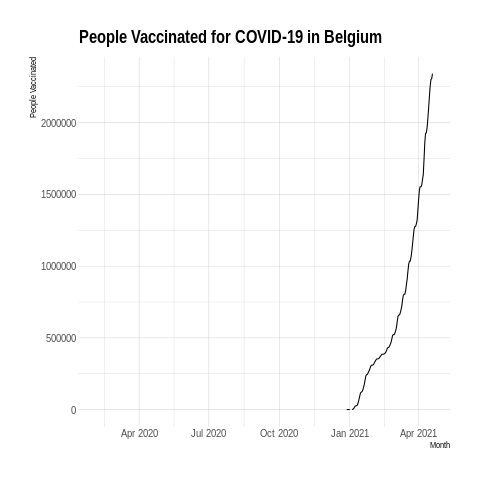 People Vaccinated for COVID-19 in Belgium
People Vaccinated
2000000
1500000
1000000
500000
0
Apr 2020 Jul 2020 Oct 2020 Jan 2021 Apr 2021
Month